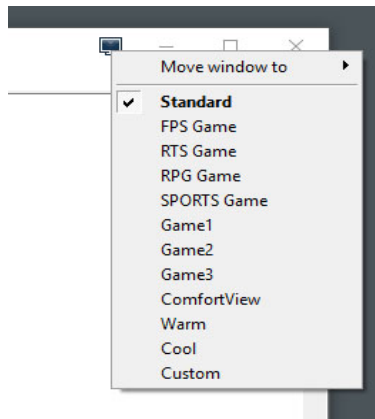 Move window to
Standard
FPS Game
RTS Game
RPG Game
SPORTS Game
Game1
Game2
Game3
ComfortView
Warm
Cool
Custom